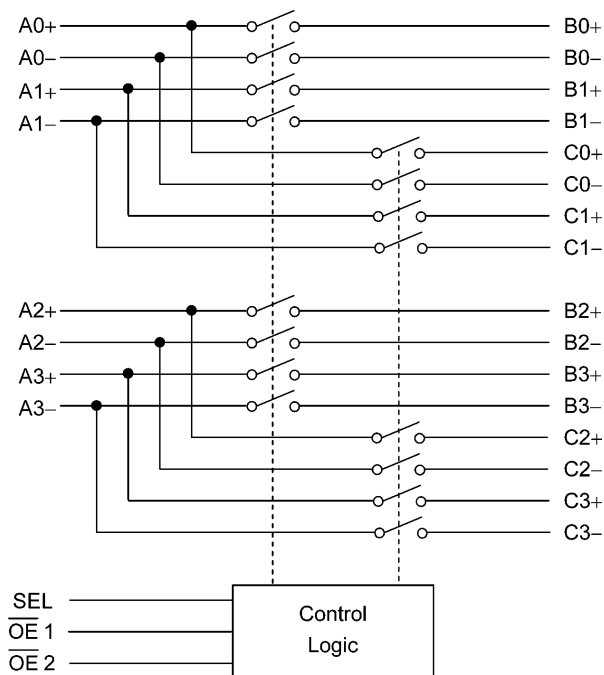 A0+ B0+
A0− B0−
A1+ B1+
A1− B1−
C0+
C0−
C1+
C1−
A2+ B2+
A2− B2−
A3+ B3+
A3− B3−
C2+
C2−
C3+
C3−
SEL
OE 1
OE 2
Control
Logic